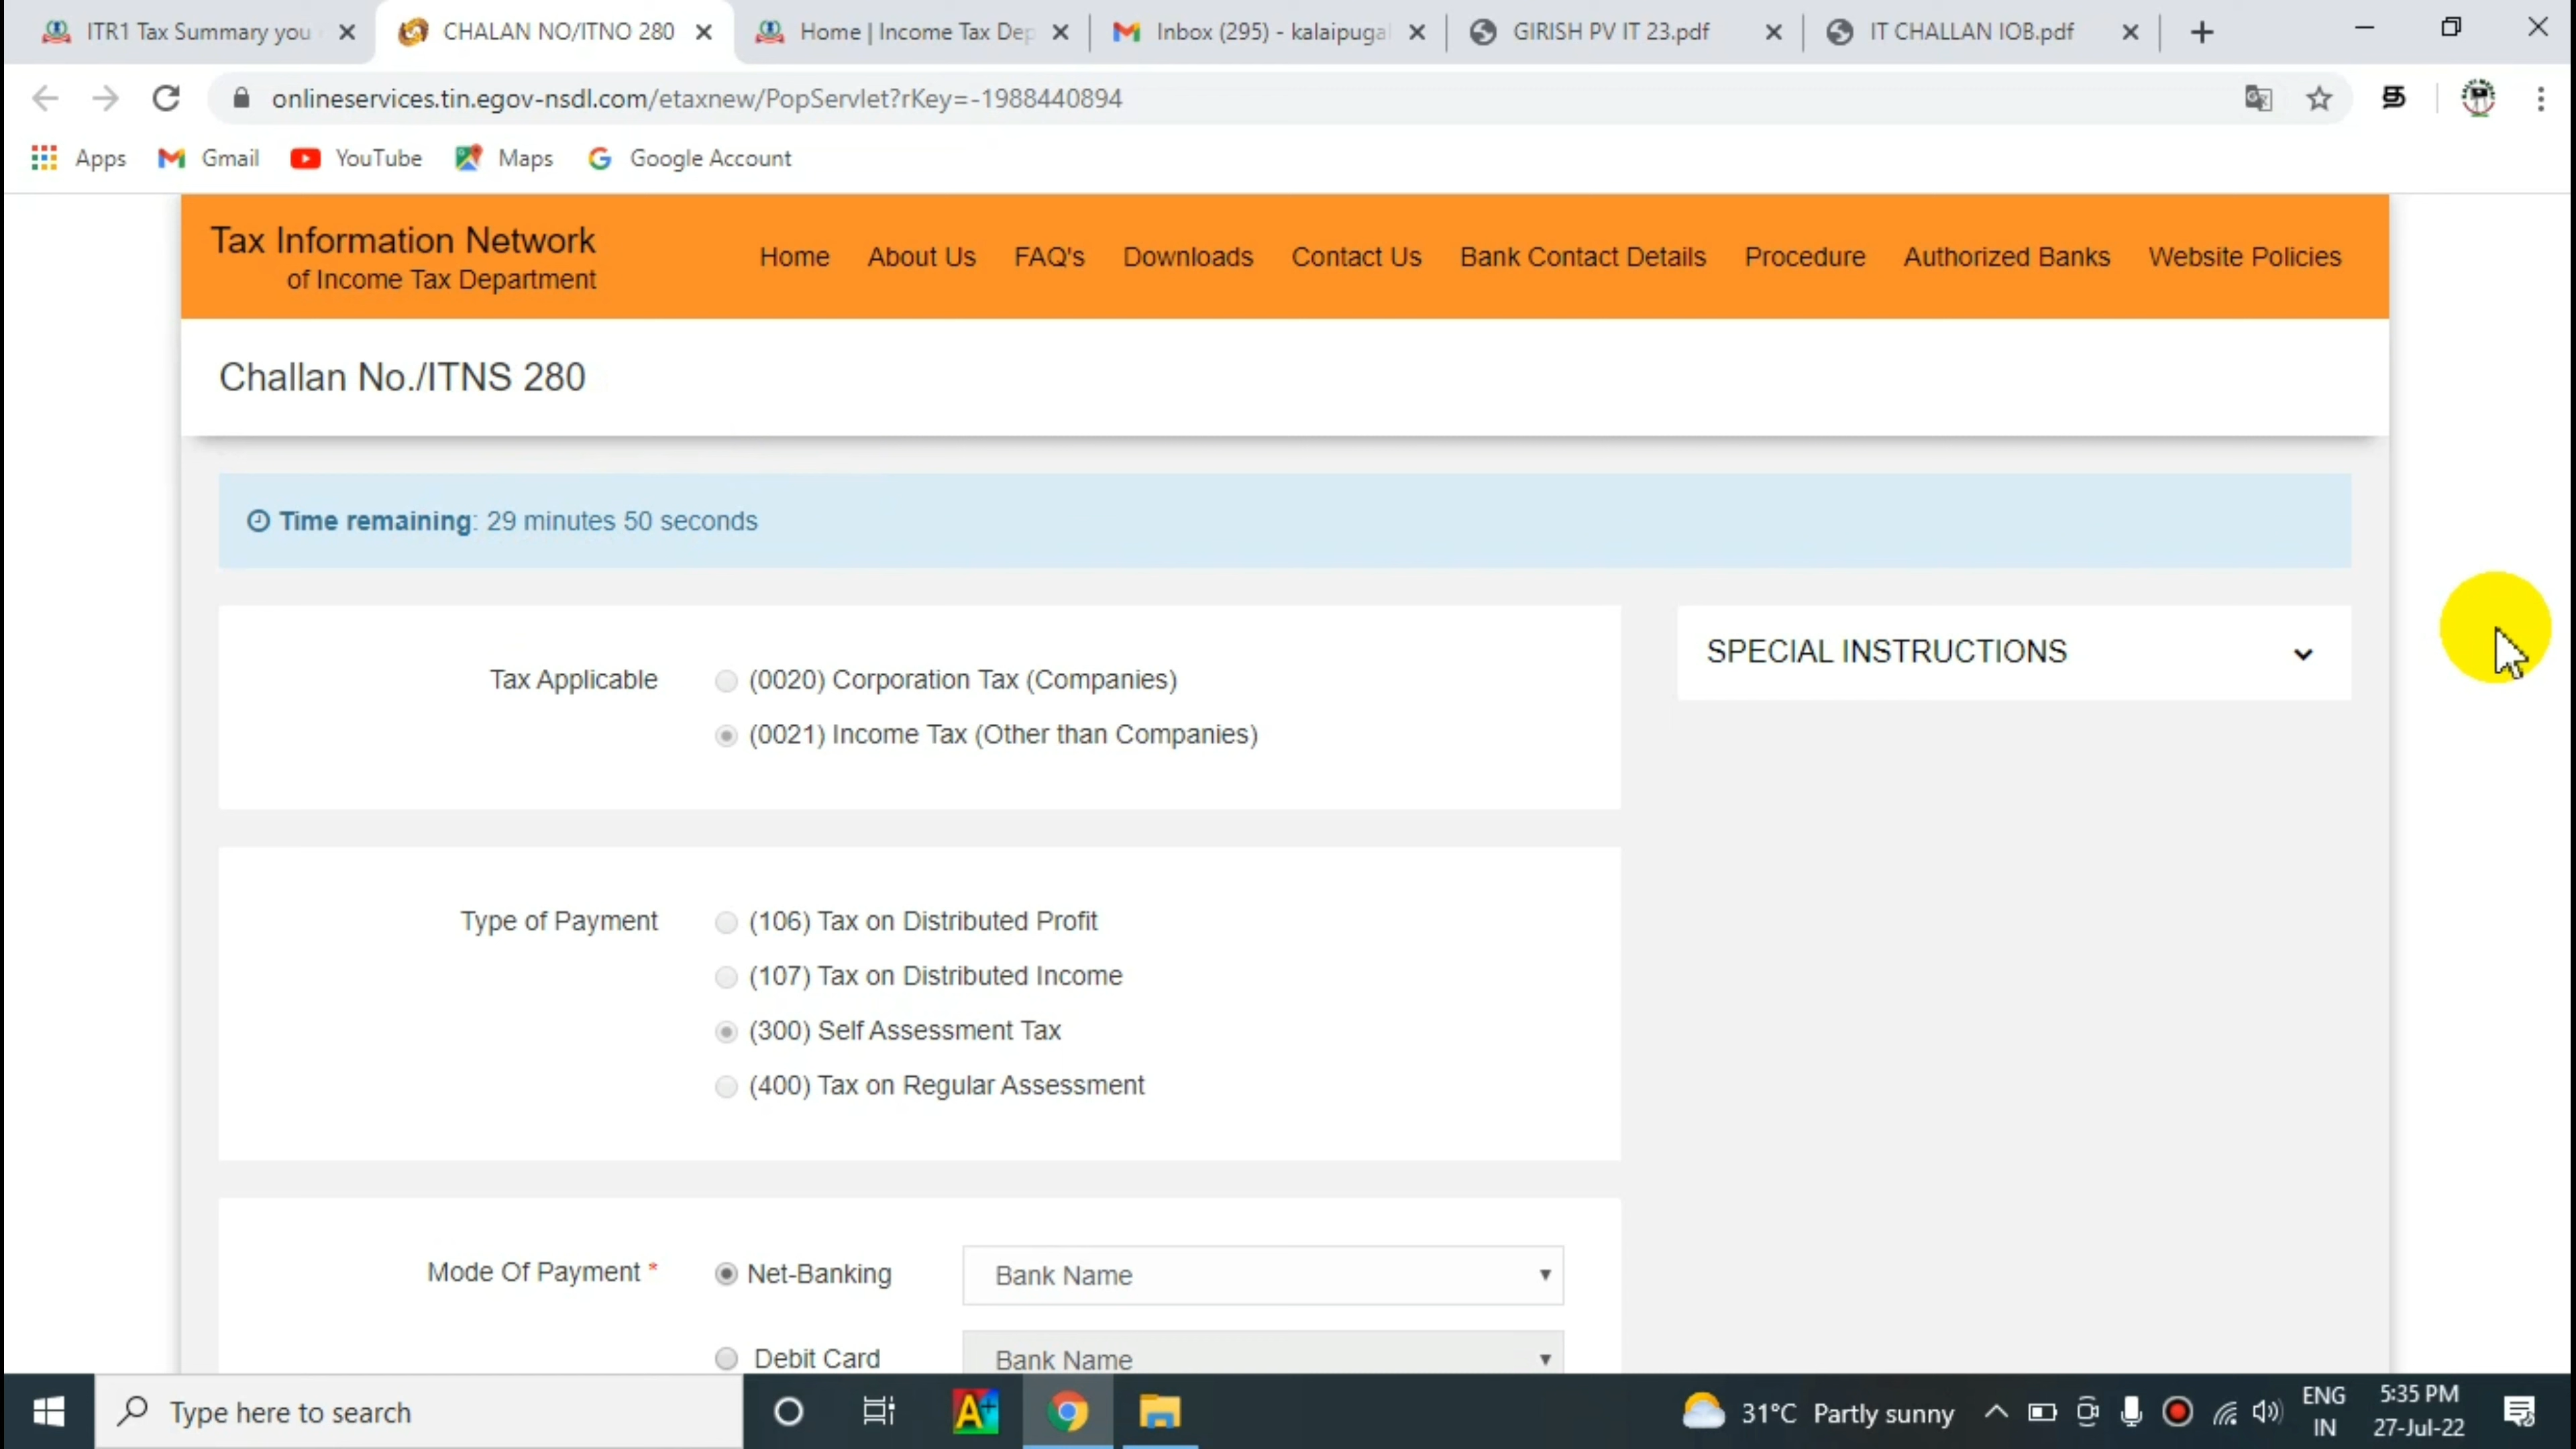 ITR1 Tax Summary you
CHALAN NO/ITNO 280
Home | Income Tax Dep
Inbox (295) - kalaipugal
GIRISH PV IT 23.pdf
IT CHALLAN IOB.pdf
onlineservices.tin.egov-nsdl.com/etaxnew/PopServlet?rKey=-1988440894
த
Apps
Gmail
YouTube
Maps
Google Account
Tax Information Network
of Income Tax Department
Home
About Us
FAQ's
Downloads
Contact Us
Bank Contact Details
Procedure
Authorized Banks
Website Policies
Challan No./ITNS 280
Time remaining: 29 minutes 50 seconds
SPECIAL INSTRUCTIONS
Tax Applicable
(0020) Corporation Tax (Companies)
(0021) Income Tax (Other than Companies)
Type of Payment
(106) Tax on Distributed Profit
(107) Tax on Distributed Income
(300) Self Assessment Tax
(400) Tax on Regular Assessment
Mode Of Payment *
Net-Banking
Bank Name
Debit Card
Bank Name
Type here to search
A+
31°C Partly sunny
ENG
IN
5:35 PM
27-Jul-22